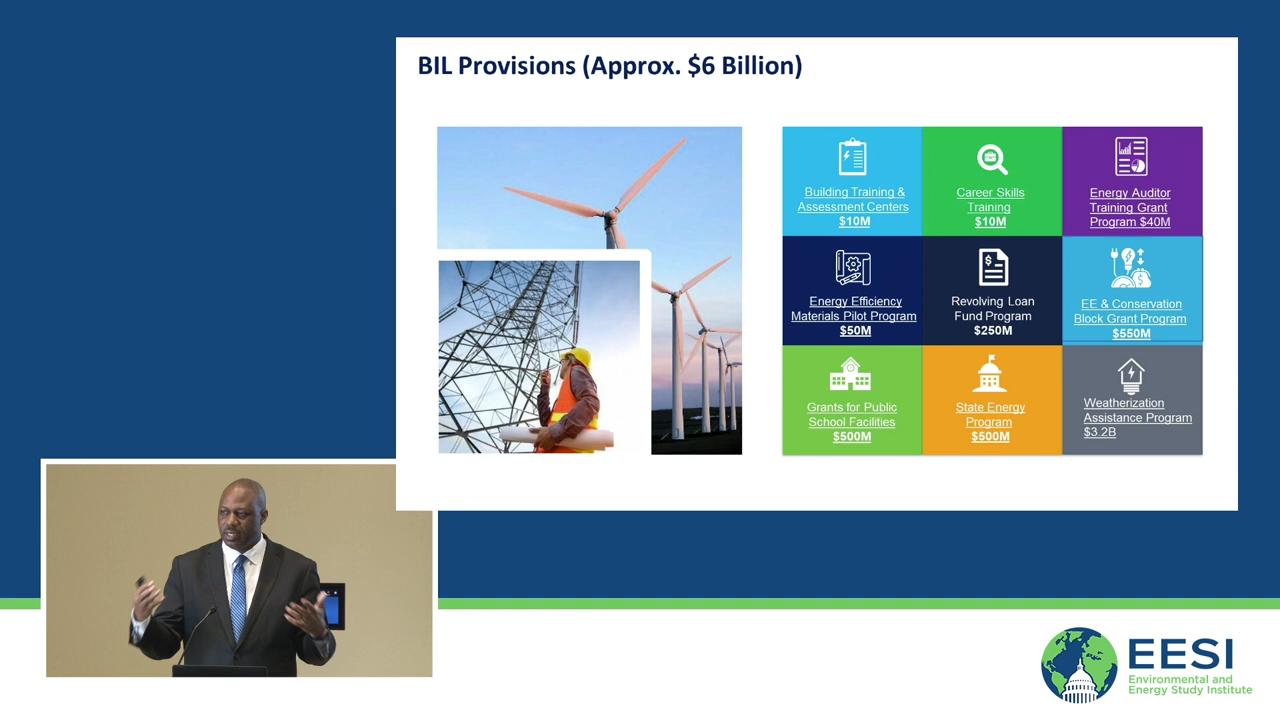 BIL Provisions (Approx. $6 Billion)
Building Training &
Assessment Centers
$10M
Career Skills
Training
$10M
Energy Auditor
Training Grant
Program $40M
Energy Efficiency
Materials Pilot Program
$50M
Revolving Loan
Fund Program
$250M
EE & Conservation
Block Grant Program
$550M
Grants for Public
School Facilities
$500M
State Energy
Program
$500M
Weatherization
Assistance Program
$3.2B
EESI
Environmental and
Energy Study Institute